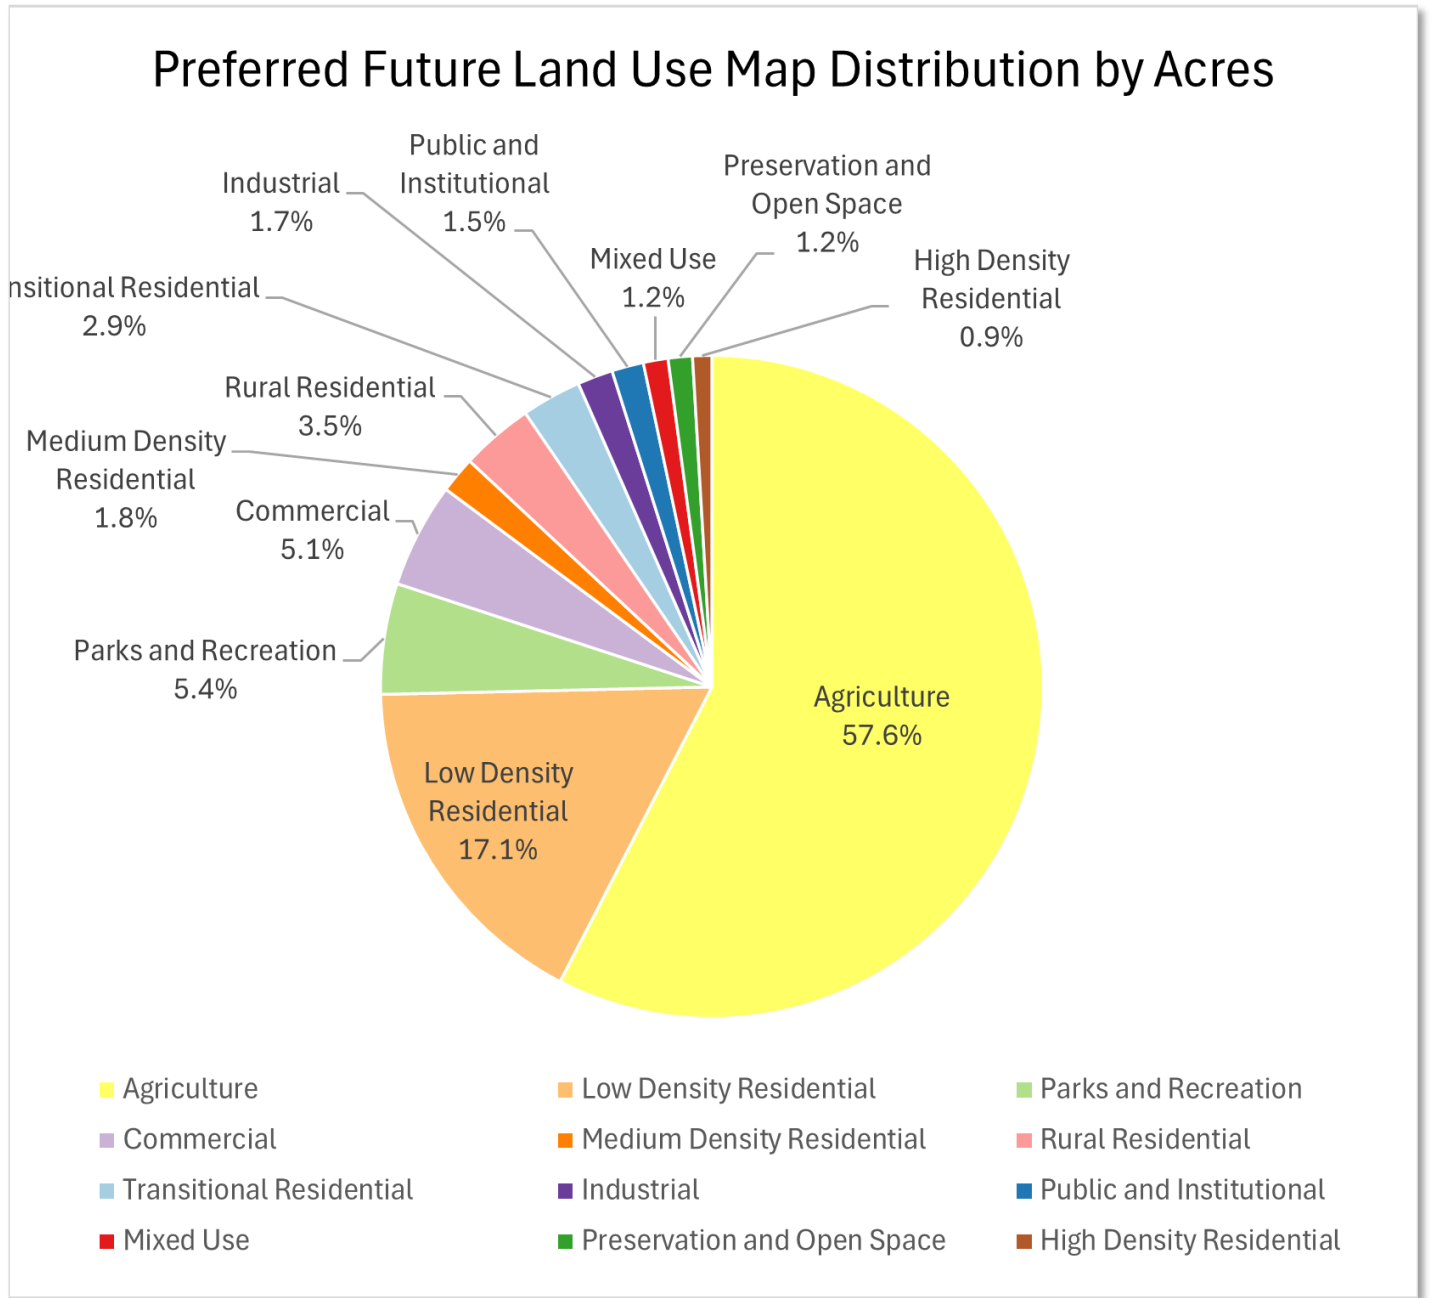 Preferred Future Land Use Map Distribution by Acres
Public and
Institutional
1.5%
Industrial
1.7%
Preservation and
Open Space
1.2%
Mixed Use
1.2%
High Density
Residential
0.9%
nsitional Residential
2.9%
Rural Residential
3.5%
Medium Density
Residential
1.8%
Commercial
5.1%
Parks and Recreation
5.4%
Agriculture
57.6%
Low Density
Residential
17.1%
Agriculture
Low Density Residential
Parks and Recreation
Commercial
Medium Density Residential
Rural Residential
Transitional Residential
Industrial
Public and Institutional
Mixed Use
Preservation and Open Space
High Density Residential